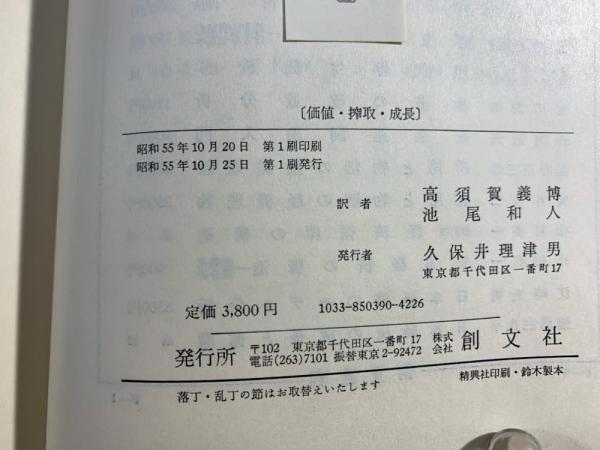 〔価値・搾取・成長〕
昭和55年10月20日 第1刷印刷
昭和55年10月25日 第1刷発行
訳者 高須賀義博
池尾和人
発行者 久保井理津男
東京都千代田区一番町17
定価 3,800円 1033-850390-4226
発行所 〒102 東京都千代田区一番町17 株式会社 創文社
電話(263)7101 振替東京2-92472
落丁・乱丁の節はお取替えいたします 精興社印刷・鈴木製本